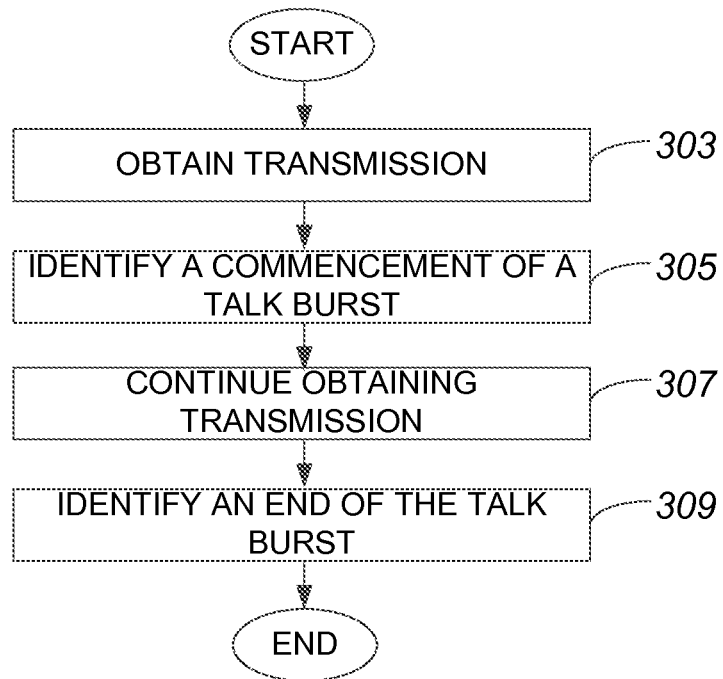 START
OBTAIN TRANSMISSION
303
IDENTIFY A COMMENCEMENT OF A
TALK BURST
305
CONTINUE OBTAINING
TRANSMISSION
307
IDENTIFY AN END OF THE TALK
BURST
309
END